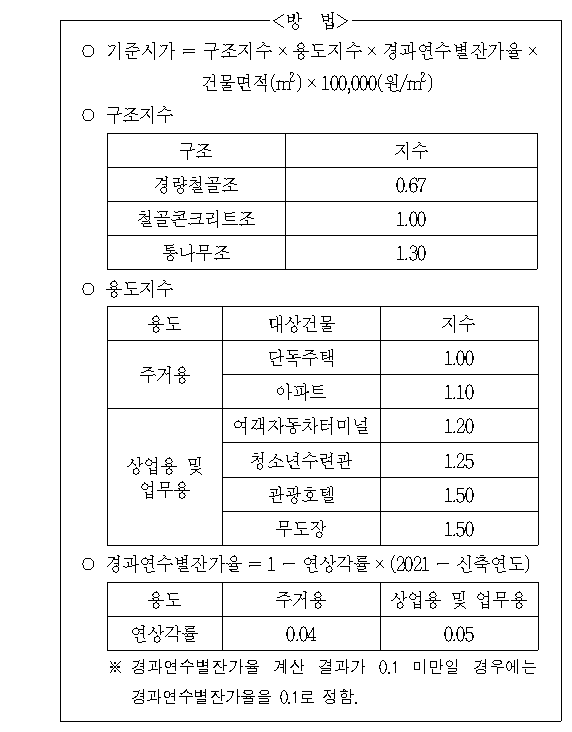 <방 법>
○ 기준시가 = 구조지수×용도지수×경과연수별잔가율×
건물면적(㎡)×100,000(원/㎡)
○ 구조지수
구조 지수
경량철골조 0.67
철골콘크리트조 1.00
통나무조 1.30
○ 용도지수
용도 대상건물 지수
주거용 단독주택 1.00
아파트 1.10
상업용 및 업무용 여객자동차터미널 1.20
청소년수련관 1.25
관광호텔 1.50
무도장 1.50
○ 경과연수별잔가율=1-연상각률×(2021-신축연도)
용도 주거용 상업용 및 업무용
연상각률 0.04 0.05
※ 경과연수별잔가율 계산 결과가 0.1 미만일 경우에는
경과연수별잔가율을 0.1로 정함.